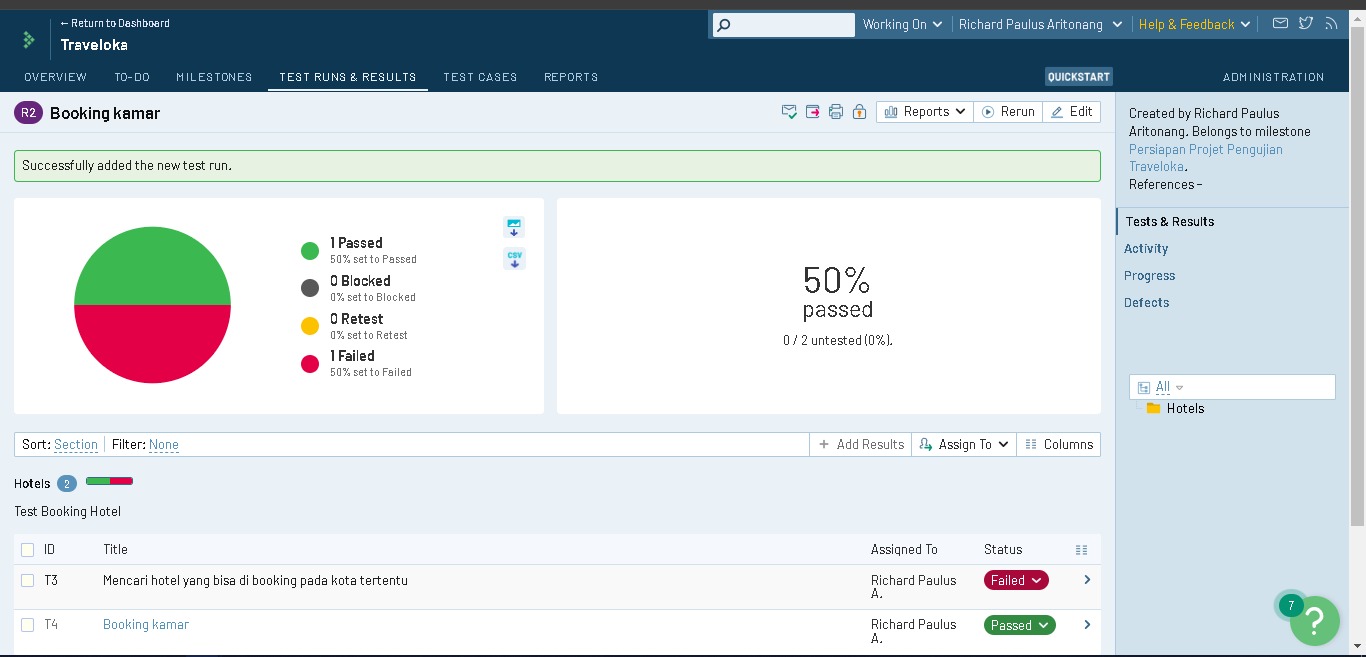 ← Return to Dashboard
Traveloka
Working On
Richard Paulus Aritonang
Help & Feedback
OVERVIEW
TO-DO
MILESTONES
TEST RUNS & RESULTS
TEST CASES
REPORTS
QUICKSTART
ADMINISTRATION
R2 Booking kamar
Reports
Rerun
Edit
Successfully added the new test run.
1 Passed
50% set to Passed
0 Blocked
0% set to Blocked
0 Retest
0% set to Retest
1 Failed
50% set to Failed
CSV
50%
passed
0 / 2 untested (0%).
Created by Richard Paulus
Aritonang. Belongs to milestone
Persiapan Projet Pengujian
Traveloka.
References -
Tests & Results
Activity
Progress
Defects
All
Hotels
Sort: Section Filter: None
+ Add Results
Assign To
Columns
Hotels 2
Test Booking Hotel
ID Title Assigned To Status
T3 Mencari hotel yang bisa di booking pada kota tertentu Richard Paulus Failed
A.
T4 Booking kamar Richard Paulus Passed
A.
7
?